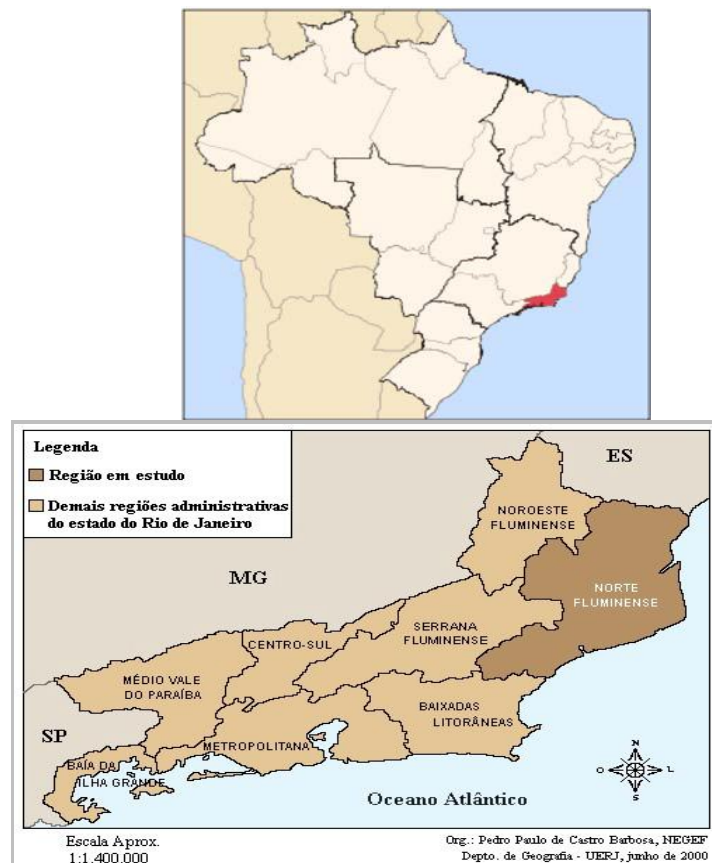 Legenda
Região em estudo
Demais regiões administrativas
do estado do Rio de Janeiro
ES
NOROESTE
FLUMINENSE
MG
NORTE
FLUMINENSE
SERRANA
FLUMINENSE
CENTRO-SUL
MÉDIO VALE
DO PARAÍBA
BAIXADAS
LITORÂNEAS
SP
METROPOLITANA
BAÍA DA
ILHA GRANDE
N
O
L
S
Oceano Atlântico
Escala Aprox.
1:1.400.000
Org.: Pedro Paulo de Castro Barbosa, NEGEF
Depto. de Geografia - UERJ, junho de 2000